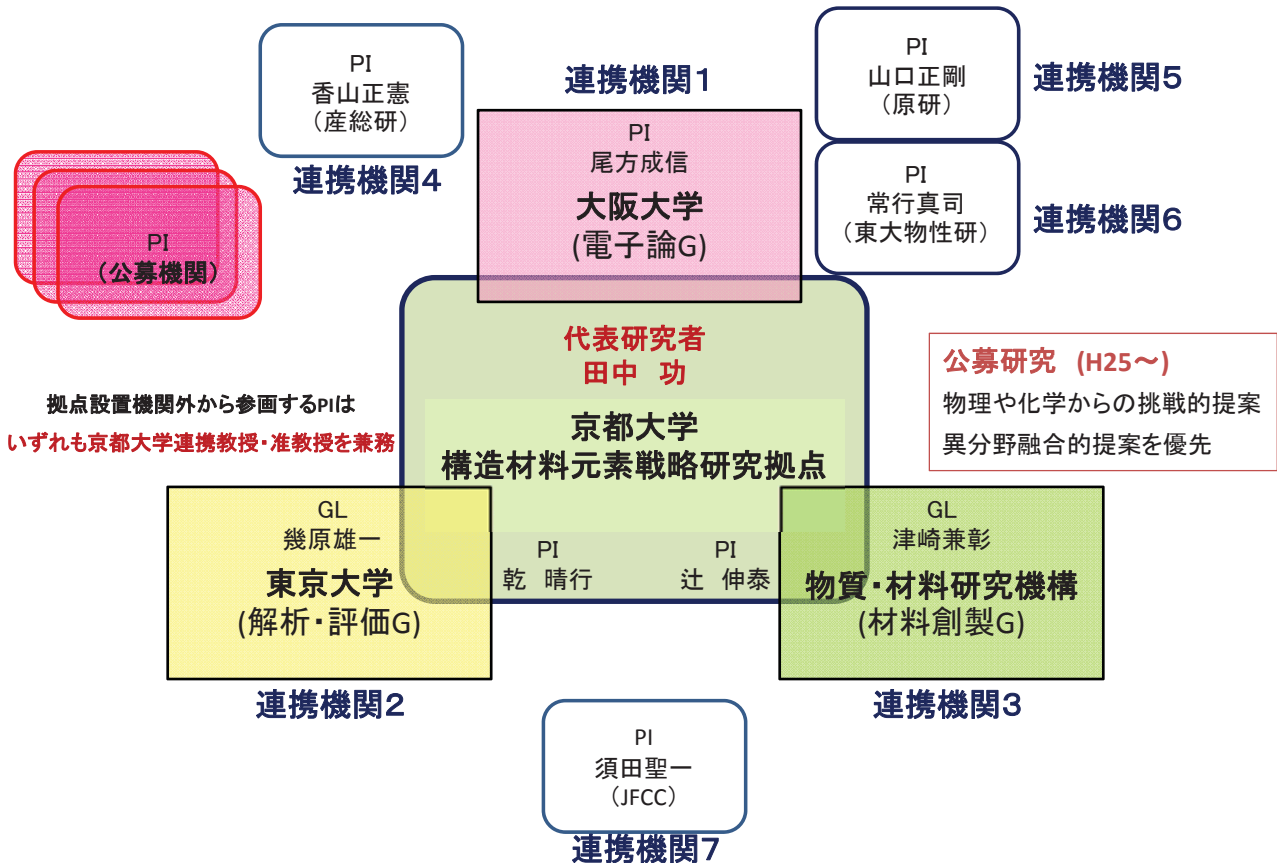 PI
香山正憲
（産総研）
連携機関4
連携機関1
PI
尾方成信
大阪大学
(電子論G)
PI
山口正剛
(原研)
連携機関5
PI
常行真司
(東大物性研)
連携機関6
PI
（公募機関）
代表研究者
田中 功
京都大学
構造材料元素戦略研究拠点
拠点設置機関外から参画するPIは
いずれも京都大学連携教授・准教授を兼務
公募研究 (H25～)
物理や化学からの挑戦的提案
異分野融合的提案を優先
GL
幾原雄一
東京大学
(解析・評価G)
連携機関2
PI
乾 晴行
PI
辻 伸泰
GL
津崎兼彰
物質・材料研究機構
(材料創製G)
連携機関3
PI
須田聖一
（JFCC）
連携機関7